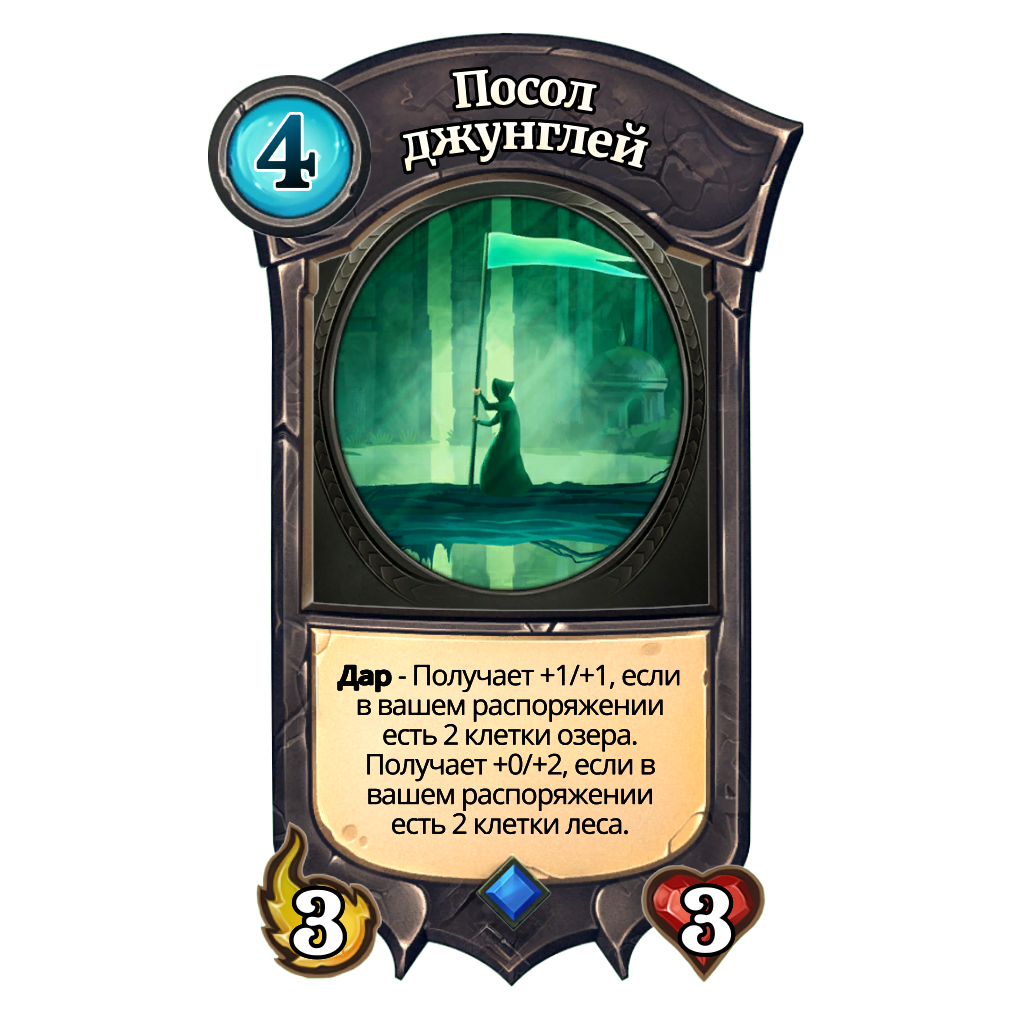 4
Посол
джунглей
Дар - Получает +1/+1, если
в вашем распоряжении
есть 2 клетки озера.
Получает +0/+2, если в
вашем распоряжении
есть 2 клетки леса.
3
3